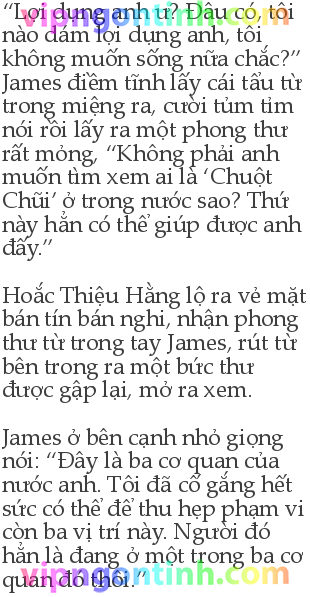 “Lợi dụng anh ư? Đâu có, tôi
nào dám lợi dụng anh, tôi
không muốn sống nữa chắc?”
James điềm tĩnh lấy cái tẩu từ
trong miệng ra, cười tủm tỉm
nói rồi lấy ra một phong thư
rất mỏng, “Không phải anh
muốn tìm xem ai là ‘Chuột
Chũi’ ở trong nước sao? Thứ
này hẳn có thể giúp được anh
đấy.”
Hoắc Thiệu Hằng lộ ra vẻ mặt
bán tín bán nghi, nhận phong
thư từ trong tay James, rút từ
bên trong ra một bức thư
được gập lại, mở ra xem.
James ở bên cạnh nhỏ giọng
nói: “Đây là ba cơ quan của
nước anh. Tôi đã cố gắng hết
sức có thể để thu hẹp phạm vi
còn ba vị trí này. Người đó
hẳn là đang ở một trong ba cơ
quan đó thôi.”
vipngontinh.com
vipngontinh.com
vipngontinh.com